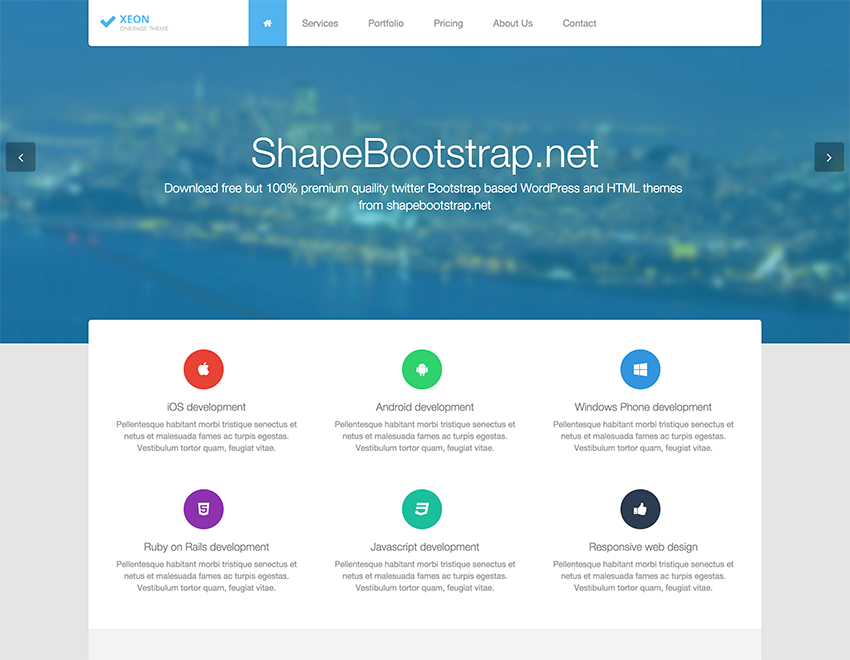 XEON
ONEPAGE THEME
Services Portfolio Pricing About Us Contact
ShapeBootstrap.net
Download free but 100% premium quaility twitter Bootstrap based WordPress and HTML themes
from shapebootstrap.net
iOS development
Pellentesque habitant morbi tristique senectus et
netus et malesuada fames ac turpis egestas.
Vestibulum tortor quam, feugiat vitae.
Android development
Pellentesque habitant morbi tristique senectus et
netus et malesuada fames ac turpis egestas.
Vestibulum tortor quam, feugiat vitae.
Windows Phone development
Pellentesque habitant morbi tristique senectus et
netus et malesuada fames ac turpis egestas.
Vestibulum tortor quam, feugiat vitae.
Ruby on Rails development
Pellentesque habitant morbi tristique senectus et
netus et malesuada fames ac turpis egestas.
Vestibulum tortor quam, feugiat vitae.
Javascript development
Pellentesque habitant morbi tristique senectus et
netus et malesuada fames ac turpis egestas.
Vestibulum tortor quam, feugiat vitae.
Responsive web design
Pellentesque habitant morbi tristique senectus et
netus et malesuada fames ac turpis egestas.
Vestibulum tortor quam, feugiat vitae.